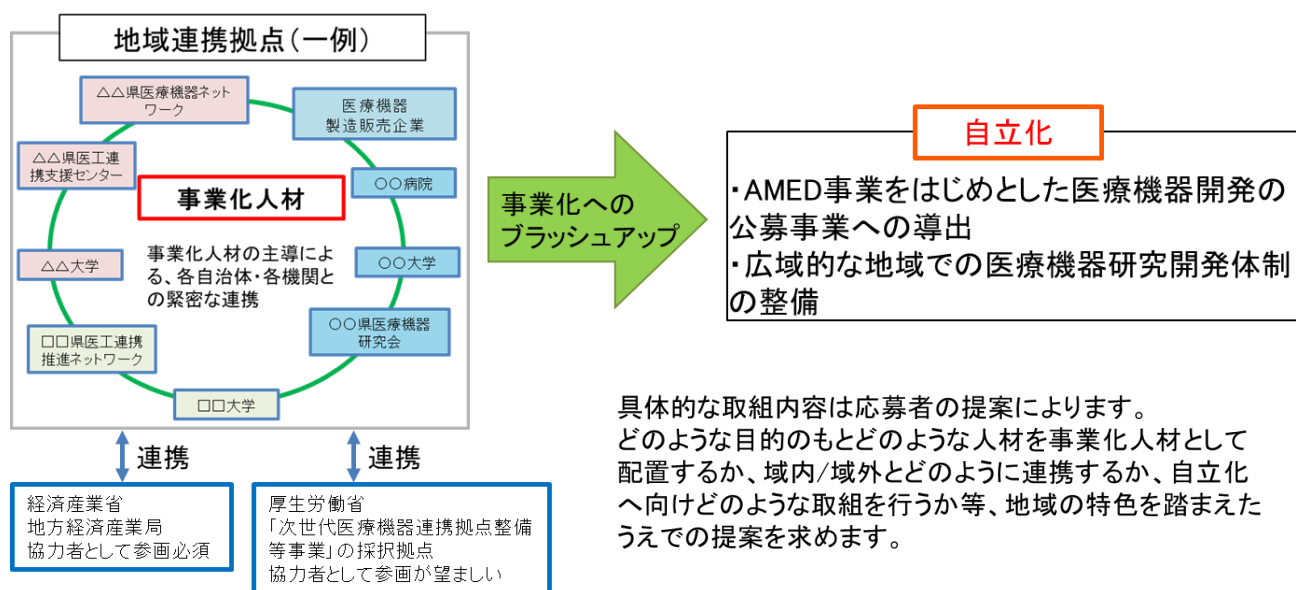 地域連携拠点(一例)
△△県医療機器ネット
ワーク
医療機器
製造販売企業
△△県医工連
携支援センター
○○病院
事業化人材
事業化人材の主導によ
る、各自治体・各機関と
の緊密な連携
△△大学
○○大学
□□県医工連携
推進ネットワーク
○○県医療機器
研究会
□□大学
連携
連携
経済産業省
地方経済産業局
協力者として参画必須
厚生労働省
「次世代医療機器連携拠点整備
等事業」の採択拠点
協力者として参画が望ましい
事業化への
ブラッシュアップ
自立化
・AMED事業をはじめとした医療機器開発の
公募事業への導出
・広域的な地域での医療機器研究開発体制
の整備
具体的な取組内容は応募者の提案によります。
どのような目的のもとどのような人材を事業化人材として
配置するか、域内/域外とどのように連携するか、自立化
へ向けどのような取組を行うか等、地域の特色を踏まえた
うえでの提案を求めます。